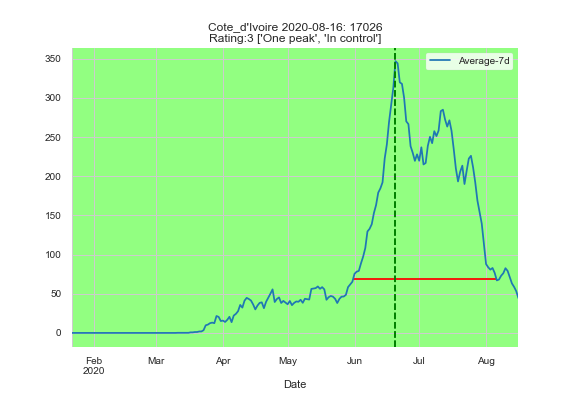 Cote_d'Ivoire 2020-08-16: 17026
Rating:3 ['One peak', 'In control']
Average-7d
350
300
250
200
150
100
50
0
Feb Mar Apr May Jun Jul Aug
2020
Date